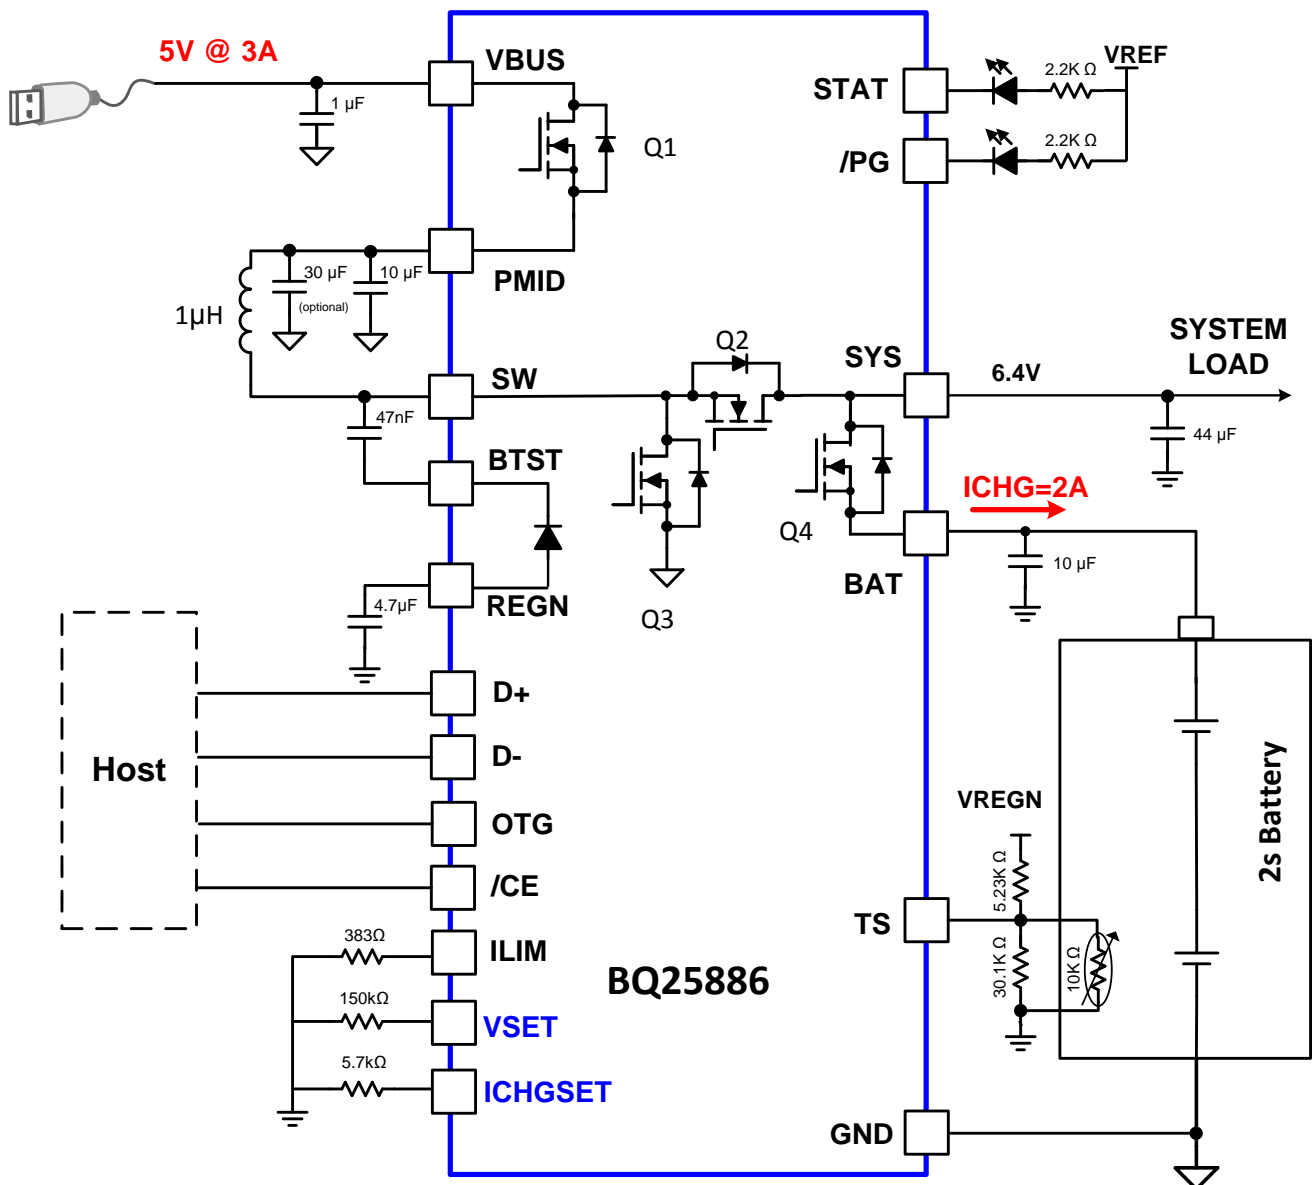 5V @ 3A
VBUS
1 µF
Q1
STAT
2.2K Ω
VREF
/PG
2.2K Ω
PMID
30 µF
(optional)
10 µF
1µH
SW
Q2
SYS
6.4V
SYSTEM
LOAD
47nF
44 µF
BTST
ICHG=2A
Q4
BAT
10 µF
REGN
4.7µF
Q3
D+
Host
D-
OTG
/CE
VREGN
5.23K Ω
TS
30.1K Ω
10K Ω
2s Battery
383Ω
ILIM
BQ25886
150kΩ
VSET
5.7kΩ
ICHGSET
GND